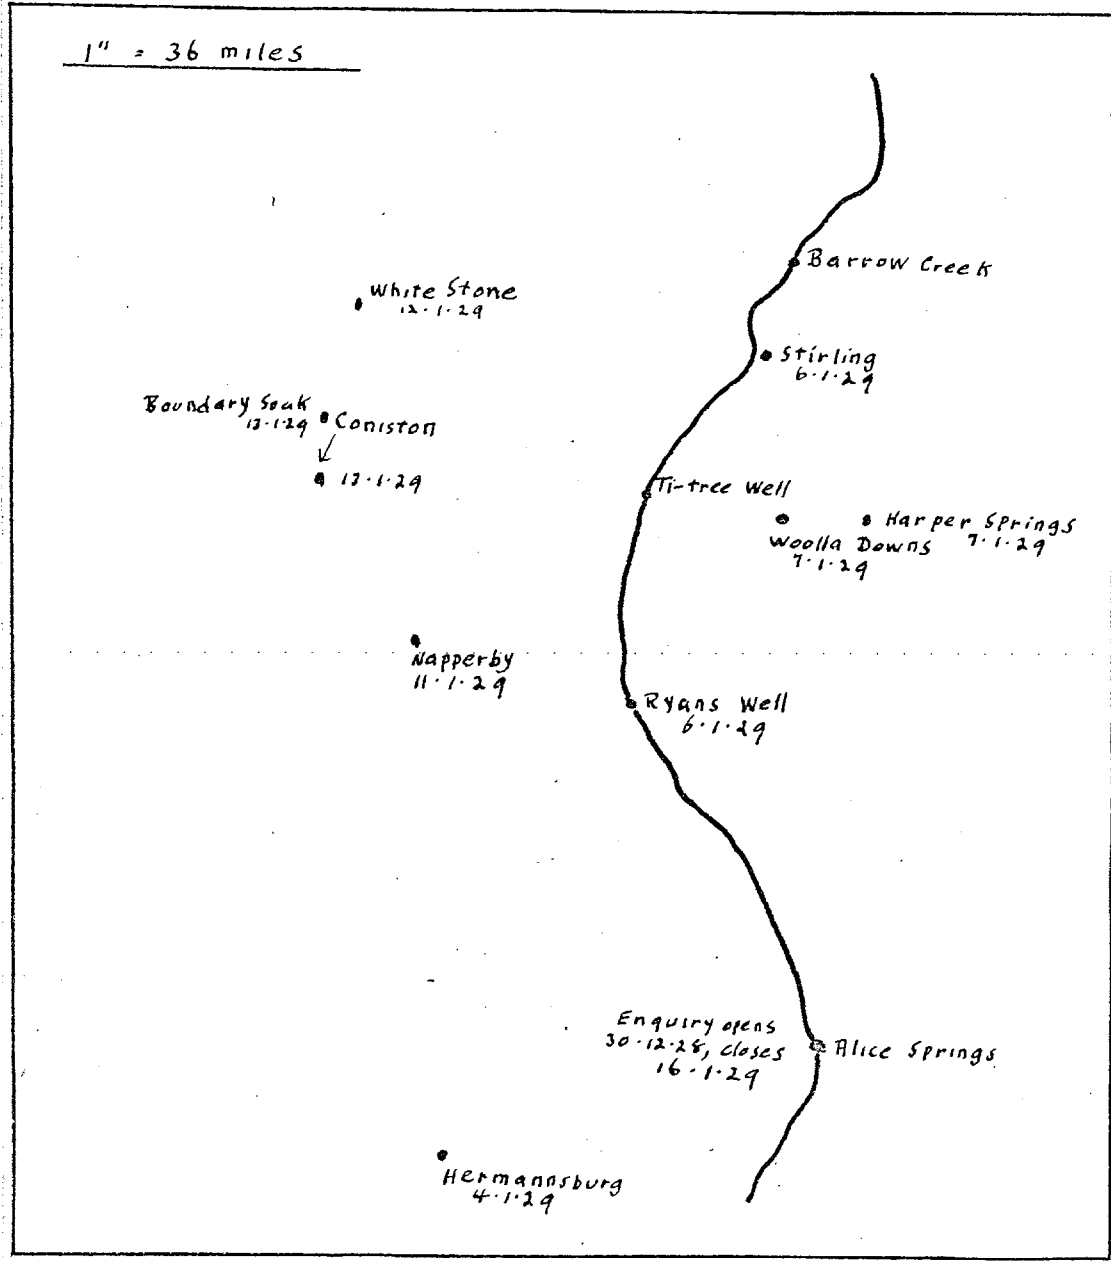 1" = 36 miles
Barrow Creek
White Stone
12.1.29
Stirling
6.1.29
Boundary Soak
13.1.29
Coniston
13.1.29
Ti-tree Well
Harper Springs
7.1.29
Woolla Downs
7.1.29
Napperby
11.1.29
Ryans Well
6.1.29
Enquiry opens
30.12.28, closes
16.1.29
Alice Springs
Hermannsburg
4.1.29